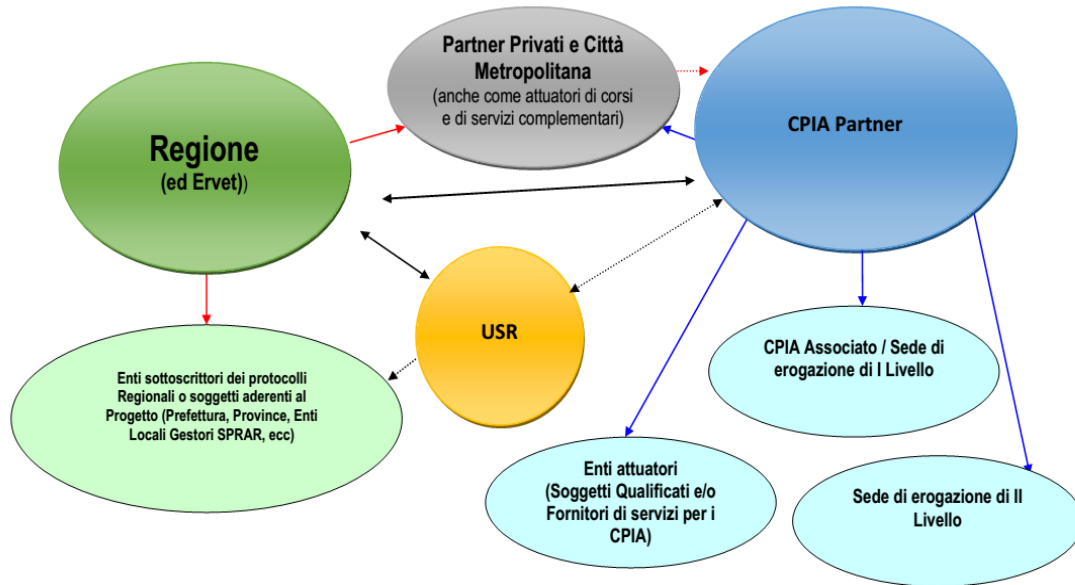 Partner Privati e Città
Metropolitana
(anche come attuatori di corsi
e di servizi complementari)
CPIA Partner
Regione
(ed Ervet))
USR
CPIA Associato / Sede di
erogazione di I Livello
Enti sottoscrittori dei protocolli
Regionali o soggetti aderenti al
Progetto (Prefettura, Province, Enti
Locali Gestori SPRAR, ecc)
Enti attuatori
(Soggetti Qualificati e/o
Fornitori di servizi per i
CPIA)
Sede di erogazione di II
Livello